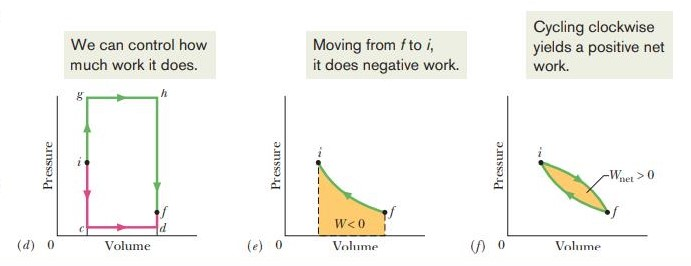 We can control how
much work it does.
g
h
i
f
c
d
Pressure
(d) 0
Volume
Moving from f to i,
it does negative work.
i
f
W < 0
Pressure
(e) 0
Volume
Cycling clockwise
yields a positive net
work.
i
Wnet > 0
f
Pressure
(f) 0
Volume